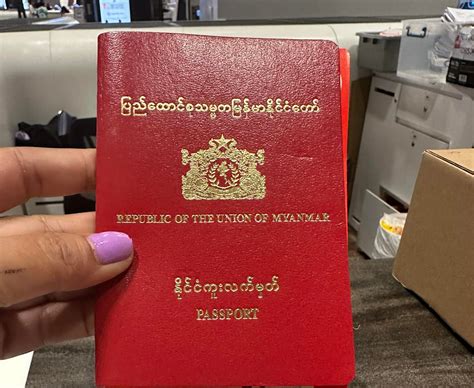 ပြည်ထောင်စုသမ္မတမြန်မာနိုင်ငံတော်
REPUBLIC OF THE UNION OF MYANMAR
နိုင်ငံကူးလက်မှတ်
PASSPORT